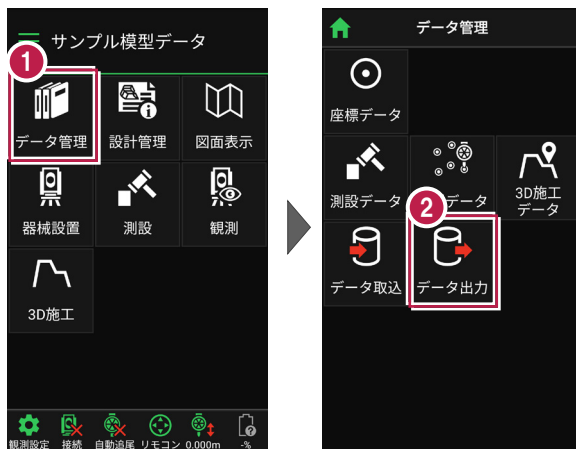 サンプル模型データ
1
データ管理
設計管理
図面表示
器械設置
測設
観測
3D施工
観測設定
接続
自動追尾
リモコン
0.000m
-%
データ管理
座標データ
測設データ
データ
3D施工
データ
2
データ取込
データ出力